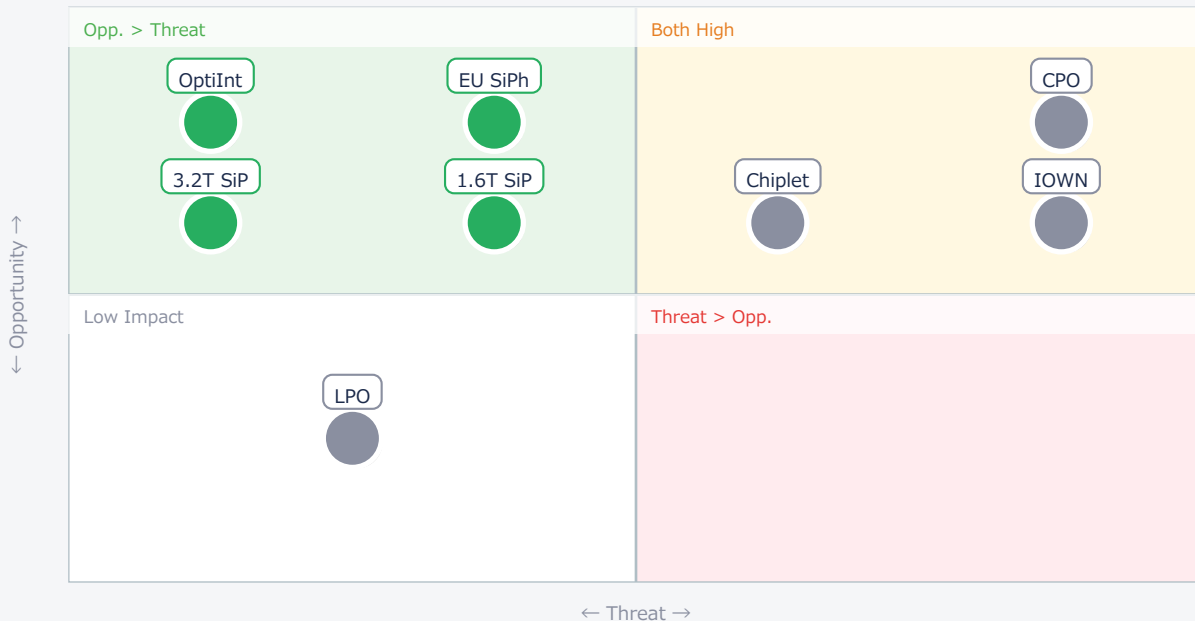 Opp. > Threat
Both High
OptiInt
EU SiPh
CPO
3.2T SiP
1.6T SiP
Chiplet
IOWN
← Opportunity →
Low Impact
Threat > Opp.
LPO
← Threat →